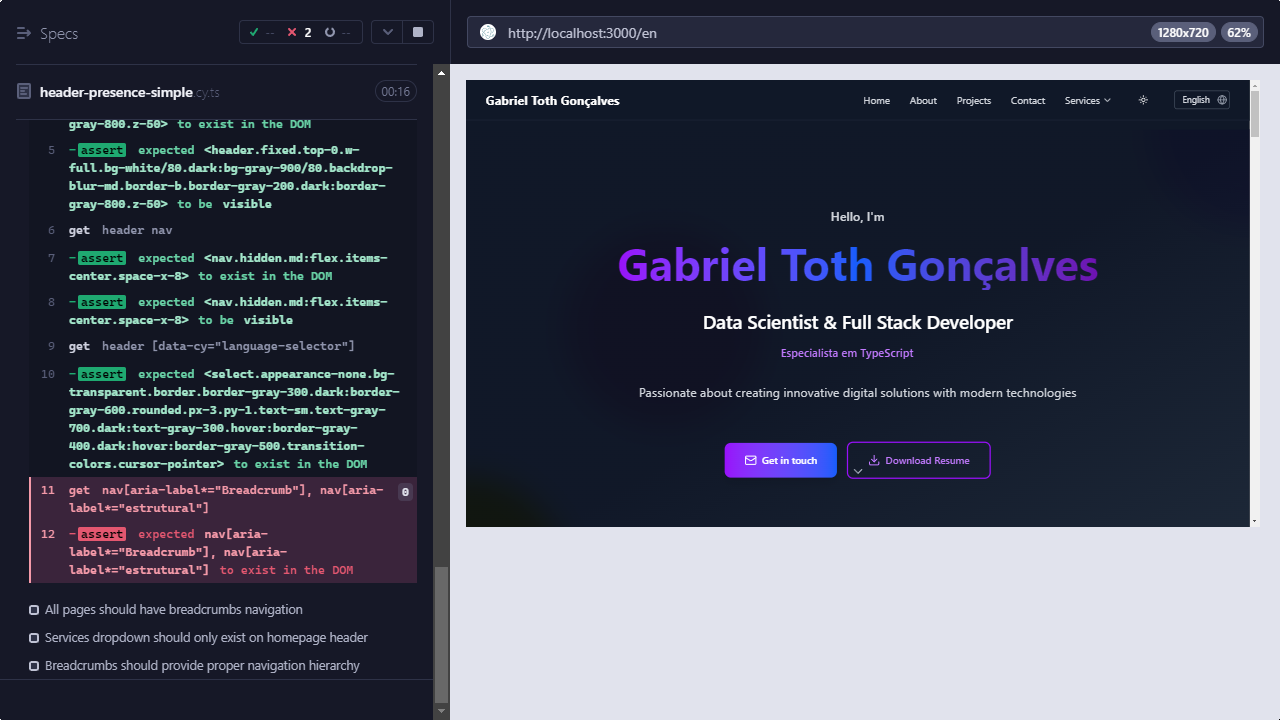 Specs
-- 2 --
header-presence-simple.cy.ts
00:16
gray-800.z-50> to exist in the DOM
5 -assert expected <header.fixed.top-0.w-
full.bg-white/80.dark:bg-gray-900/80.backdrop-
blur-md.border-b.border-gray-200.dark:border-
gray-800.z-50> to be visible
6 get header nav
7 -assert expected <nav.hidden.md:flex.items-
center.space-x-8> to exist in the DOM
8 -assert expected <nav.hidden.md:flex.items-
center.space-x-8> to be visible
9 get header [data-cy="language-selector"]
10 -assert expected <select.appearance-none.bg-
transparent.border.border-gray-300.dark:border-
gray-600.rounded.px-3.py-1.text-sm.text-gray-
700.dark:text-gray-300.hover:border-gray-
400.dark:hover:border-gray-500.transition-
colors.cursor-pointer> to exist in the DOM
11 get nav[aria-label*="Breadcrumb"], nav[aria-
label*="estrutural"]
0
12 -assert expected nav[aria-
label*="Breadcrumb"], nav[aria-
label*="estrutural"] to exist in the DOM
All pages should have breadcrumbs navigation
Services dropdown should only exist on homepage header
Breadcrumbs should provide proper navigation hierarchy
http://localhost:3000/en
1280x720
62%
Gabriel Toth Gonçalves
Home About Projects Contact Services English
Hello, I'm
Gabriel Toth Gonçalves
Data Scientist & Full Stack Developer
Especialista em TypeScript
Passionate about creating innovative digital solutions with modern technologies
Get in touch
Download Resume